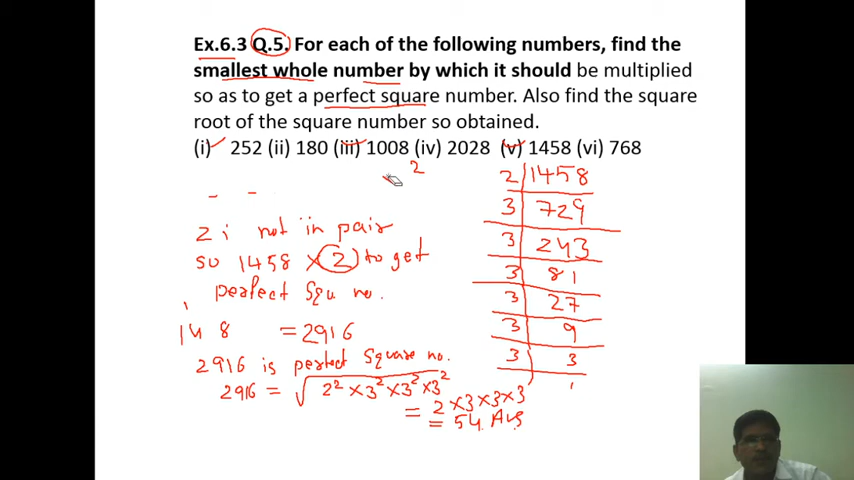 Ex.6.3 Q.5. For each of the following numbers, find the
smallest whole number by which it should be multiplied
so as to get a perfect square number. Also find the square
root of the square number so obtained.
(i) 252 (ii) 180 (iii) 1008 (iv) 2028 (v) 1458 (vi) 768
2
2 i not in pair
so 1458 × 2 to get
perfect Squ no.
14 8 = 2916
2916 is perfect Square no.
2916 = √2² × 3² × 3² × 3²
= 2 × 3 × 3 × 3
= 54 Ans
2 1458
3 729
3 243
3 81
3 27
3 9
3 3
1